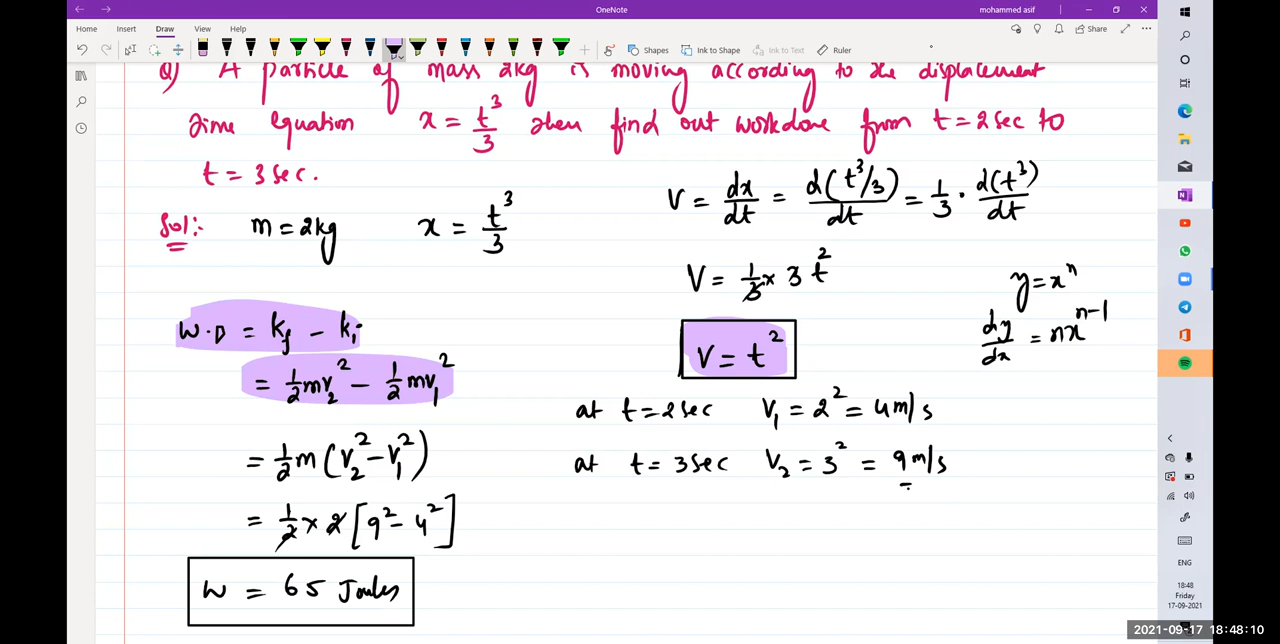 OneNote
mohammed asif
Home Insert Draw View Help
Share
Shapes Ink to Shape Ink to Text Ruler
Q) A particle of mass 2kg is moving according to the displacement
time equation x = t³/3 then find out workdone from t = 2sec to
t = 3sec.
Sol:- m = 2kg x = t³/3
V = dx/dt = d(t³/3)/dt = 1/3 · d(t³)/dt
V = 1/3 × 3t²
V = t²
y = xⁿ
dy/dx = nxⁿ⁻¹
at t = 2sec V₁ = 2² = 4m/s
at t = 3sec V₂ = 3² = 9m/s
W.D = kf - ki
= 1/2 mv₂² - 1/2 mv₁²
= 1/2 m (v₂² - v₁²)
= 1/2 × 2 [9² - 4²]
W = 65 Joules
ENG
18:48
Friday
17-09-2021
2021-09-17 18:48:10